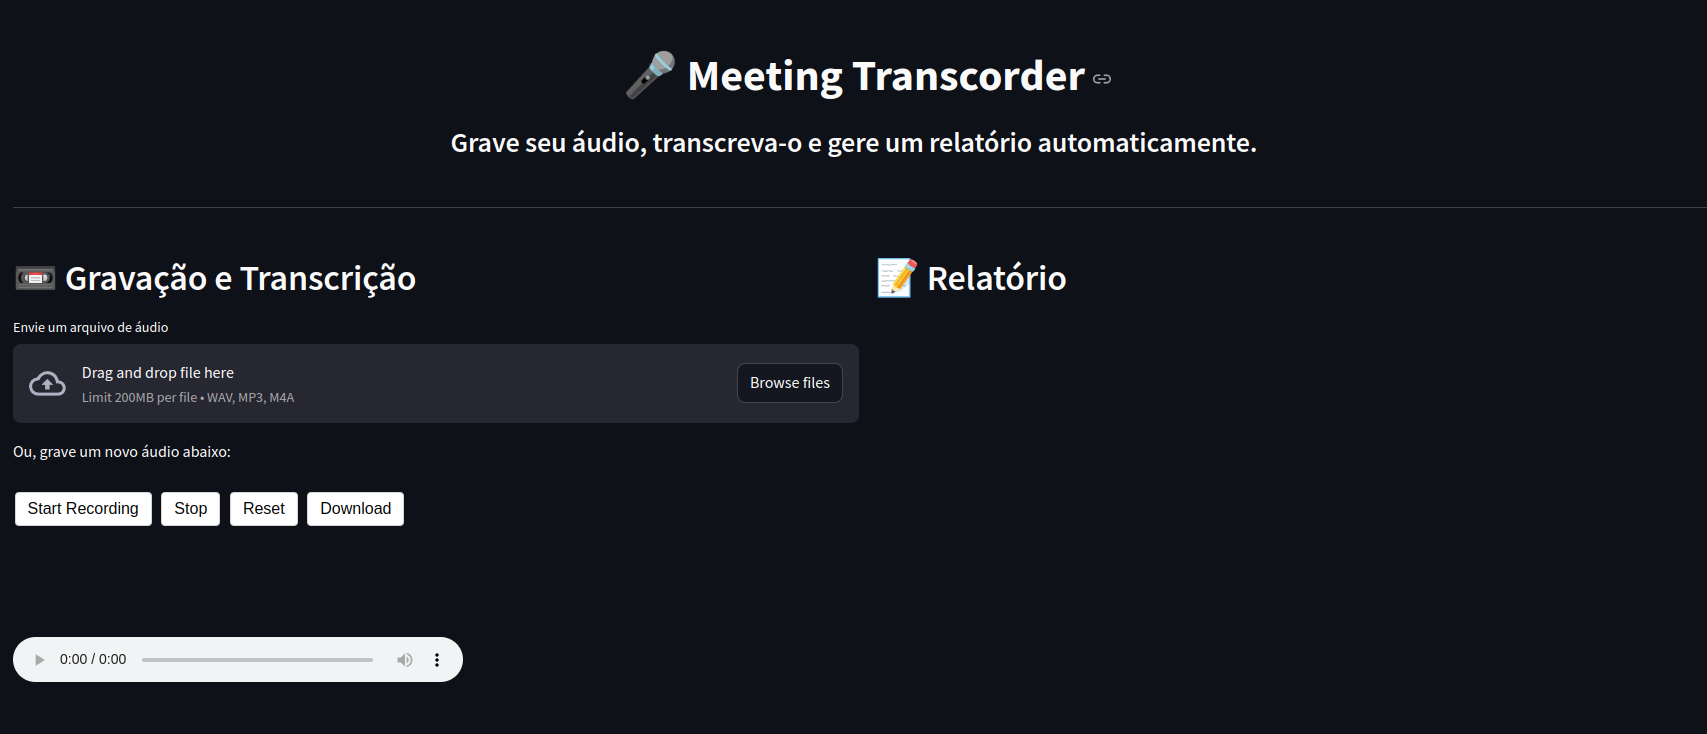 Meeting Transcorder
Grave seu áudio, transcreva-o e gere um relatório automaticamente.
Gravação e Transcrição
Envie um arquivo de áudio
Drag and drop file here
Limit 200MB per file • WAV, MP3, M4A
Browse files
Ou, grave um novo áudio abaixo:
Start Recording
Stop
Reset
Download
0:00 / 0:00
Relatório